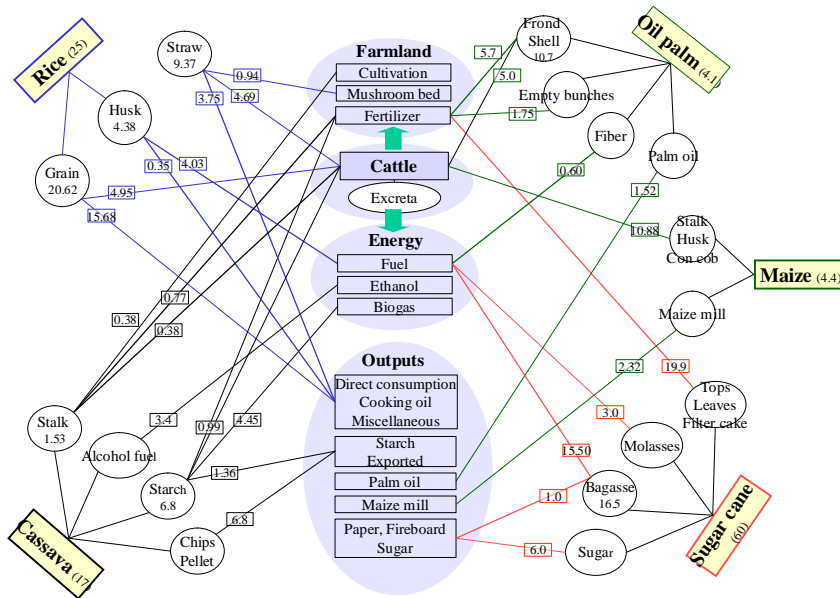 Rice (25)
Straw
9.37
Husk
4.38
Grain
20.62
0.94
3.75
4.69
0.35
4.03
4.95
15.68
Farmland
Cultivation
Mushroom bed
Fertilizer
Cattle
Excreta
Energy
Fuel
Ethanol
Biogas
Outputs
Direct consumption
Cooking oil
Miscellaneous
Starch
Exported
Palm oil
Maize mill
Paper, Fireboard
Sugar
Oil palm (4.1)
Frond
Shell
10.7
Empty bunches
Fiber
Palm oil
5.7
5.0
1.75
0.60
1.52
Maize (4.4)
Stalk
Husk
Con cob
Maize mill
10.88
2.32
Sugar cane
(60)
Tops
Leaves
Filter cake
Molasses
Bagasse
16.5
Sugar
19.9
3.0
15.50
1.0
6.0
Cassava (17)
Stalk
1.53
Alcohol fuel
Starch
6.8
Chips
Pellet
0.77
0.38
0.38
3.4
0.99
4.45
1.36
6.8